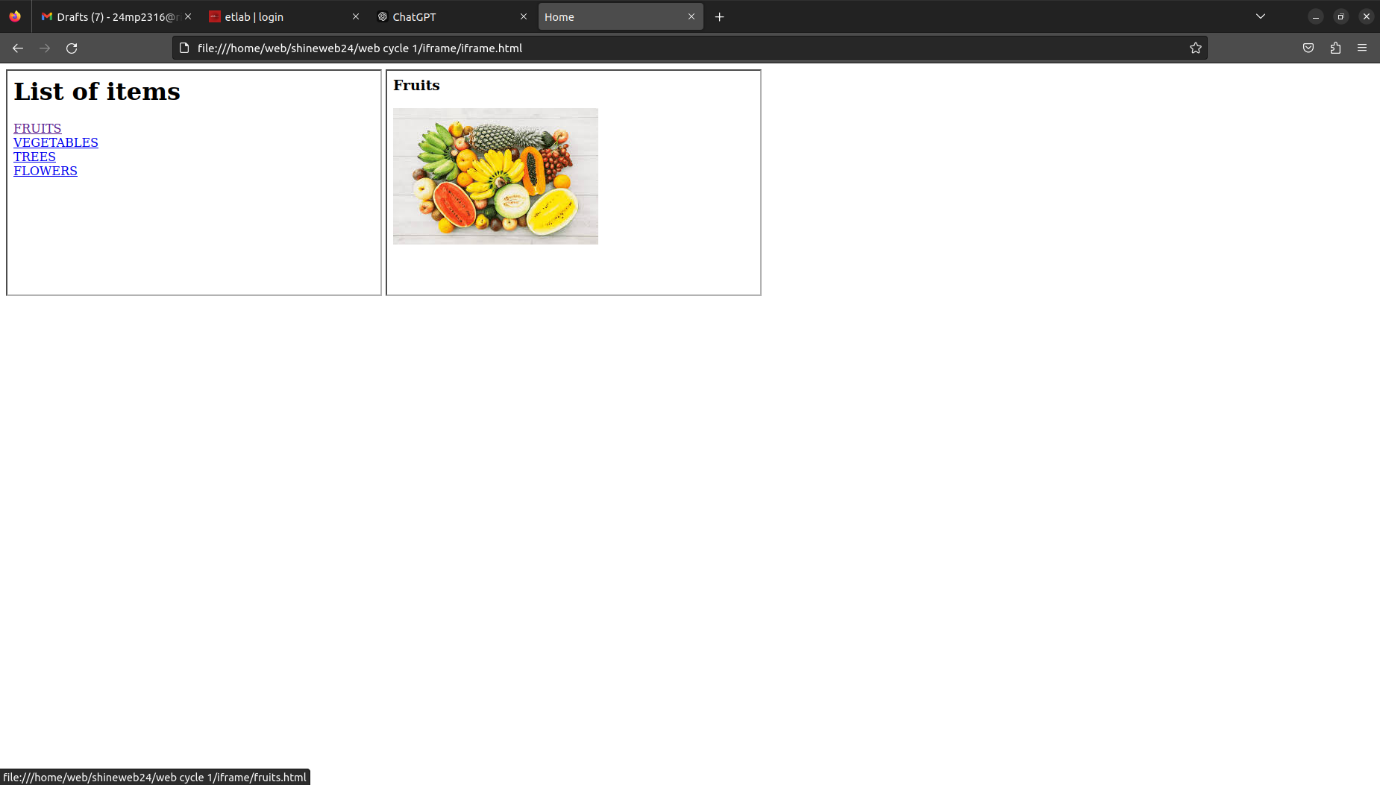 Drafts (7) - 24mp2316@r
etlab | login
ChatGPT
Home
file:///home/web/shineweb24/web cycle 1/iframe/iframe.html
List of items
FRUITS
VEGETABLES
TREES
FLOWERS
Fruits
file:///home/web/shineweb24/web cycle 1/iframe/fruits.html